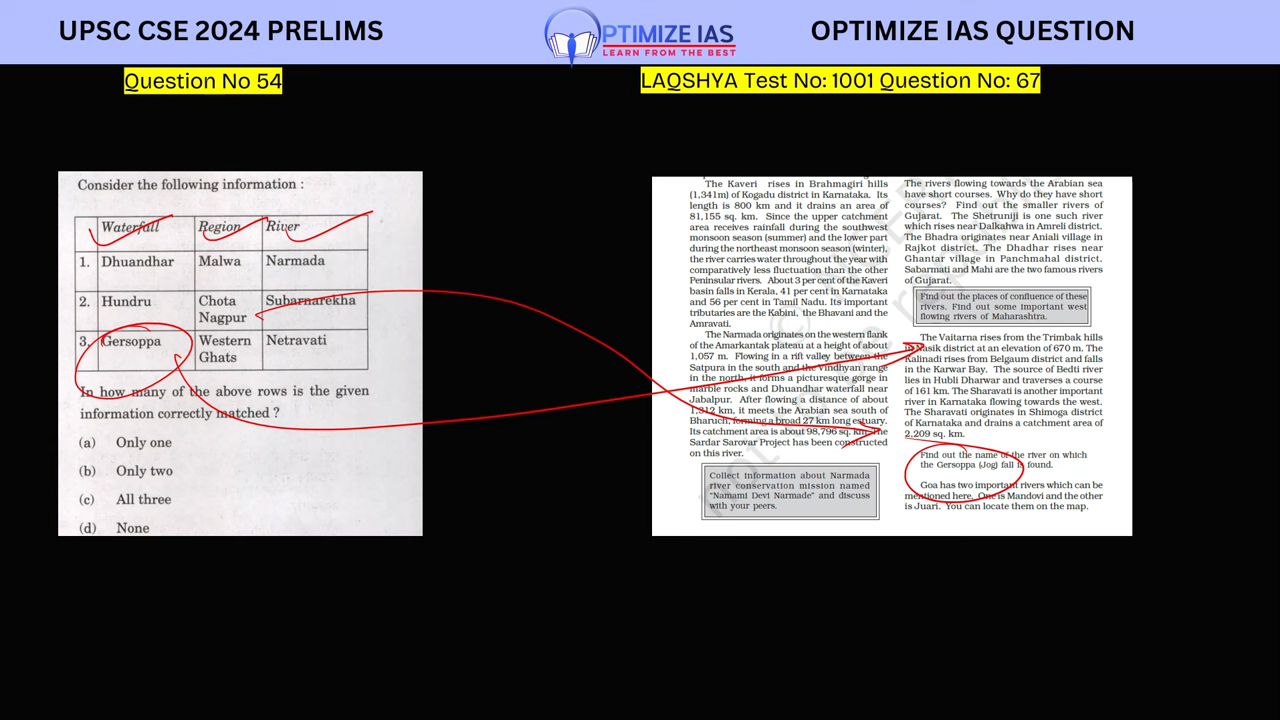 UPSC CSE 2024 PRELIMS
OPTIMIZE IAS
LEARN FROM THE BEST
OPTIMIZE IAS QUESTION
Question No 54
LAQSHYA Test No: 1001 Question No: 67
Consider the following information :
Waterfall Region River
1. Dhuandhar Malwa Narmada
2. Hundru Chota Nagpur Subarnarekha
3. Gersoppa Western Ghats Netravati
In how many of the above rows is the given
information correctly matched ?
(a) Only one
(b) Only two
(c) All three
(d) None
The Kaveri rises in Brahmagiri hills
(1,341m) of Kogadu district in Karnataka. Its
length is 800 km and it drains an area of
81,155 sq. km. Since the upper catchment
area receives rainfall during the southwest
monsoon season (summer) and the lower part
during the northeast monsoon season (winter),
the river carries water throughout the year with
comparatively less fluctuation than the other
Peninsular rivers. About 3 per cent of the Kaveri
basin falls in Kerala, 41 per cent in Karnataka
and 56 per cent in Tamil Nadu. Its important
tributaries are the Kabini, the Bhavani and the
Amravati.
The Narmada originates on the western flank
of the Amarkantak plateau at a height of about
1,057 m. Flowing in a rift valley between the
Satpura in the south and the Vindhyan range
in the north, it forms a picturesque gorge in
marble rocks and Dhuandhar waterfall near
Jabalpur. After flowing a distance of about
1,312 km, it meets the Arabian sea south of
Bharuch, forming a broad 27 km long estuary.
Its catchment area is about 98,796 sq. km. The
Sardar Sarovar Project has been constructed
on this river.
Collect information about Narmada
river conservation mission named
"Namami Devi Narmade" and discuss
with your peers.
The rivers flowing towards the Arabian sea
have short courses. Why do they have short
courses? Find out the smaller rivers of
Gujarat. The Shetruniji is one such river
which rises near Dalkahwa in Amreli district.
The Bhadra originates near Aniali village in
Rajkot district. The Dhadhar rises near
Ghantar village in Panchmahal district.
Sabarmati and Mahi are the two famous rivers
of Gujarat.
Find out the places of confluence of these
rivers. Find out some important west
flowing rivers of Maharashtra.
The Vaitarna rises from the Trimbak hills
in Nasik district at an elevation of 670 m. The
Kalinadi rises from Belgaum district and falls
in the Karwar Bay. The source of Bedti river
lies in Hubli Dharwar and traverses a course
of 161 km. The Sharavati is another important
river in Karnataka flowing towards the west.
The Sharavati originates in Shimoga district
of Karnataka and drains a catchment area of
2,209 sq. km.
Find out the name of the river on which
the Gersoppa (Jog) fall is found.
Goa has two important rivers which can be
mentioned here. One is Mandovi and the other
is Juari. You can locate them on the map.